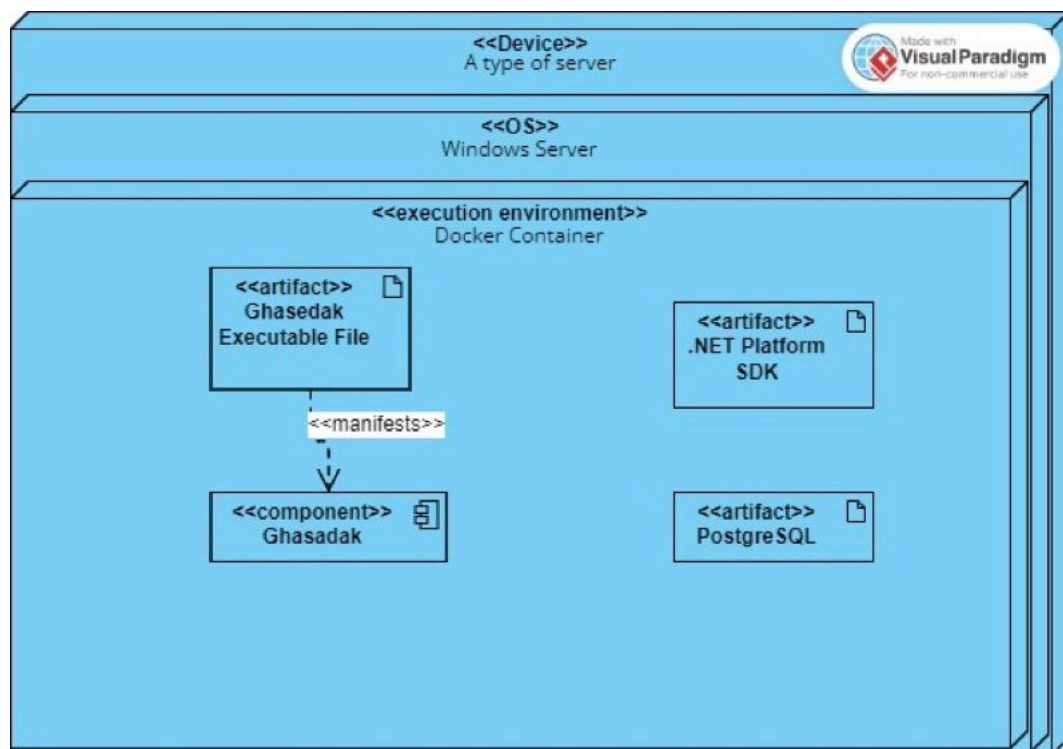 <<Device>>
A type of server
Made with
Visual Paradigm
For non-commercial use
<<OS>>
Windows Server
<<execution environment>>
Docker Container
<<artifact>>
Ghasedak
Executable File
<<manifests>>
<<component>>
Ghasadak
<<artifact>>
.NET Platform
SDK
<<artifact>>
PostgreSQL